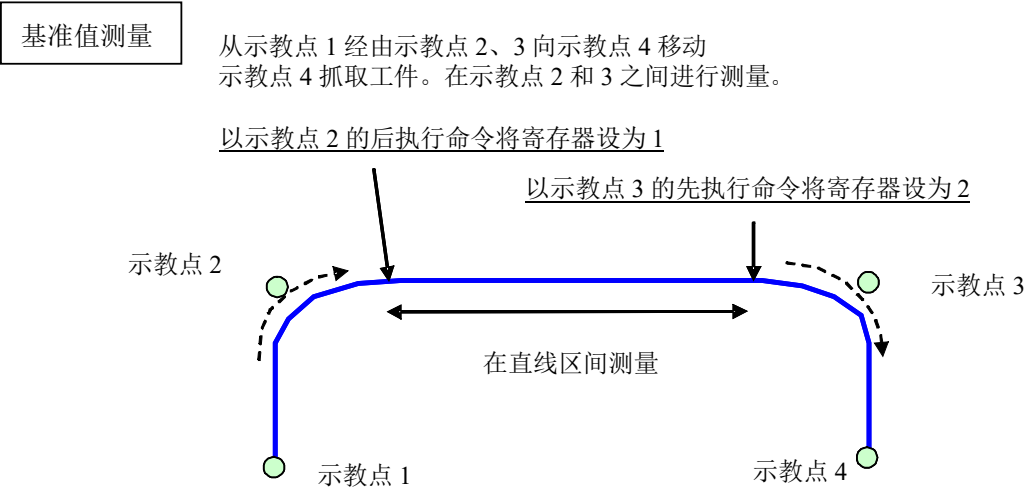 基准值测量
从示教点 1 经由示教点 2、3 向示教点 4 移动
示教点 4 抓取工件。在示教点 2 和 3 之间进行测量。
以示教点 2 的后执行命令将寄存器设为 1
以示教点 3 的先执行命令将寄存器设为 2
示教点 2
示教点 3
在直线区间测量
示教点 1
示教点 4